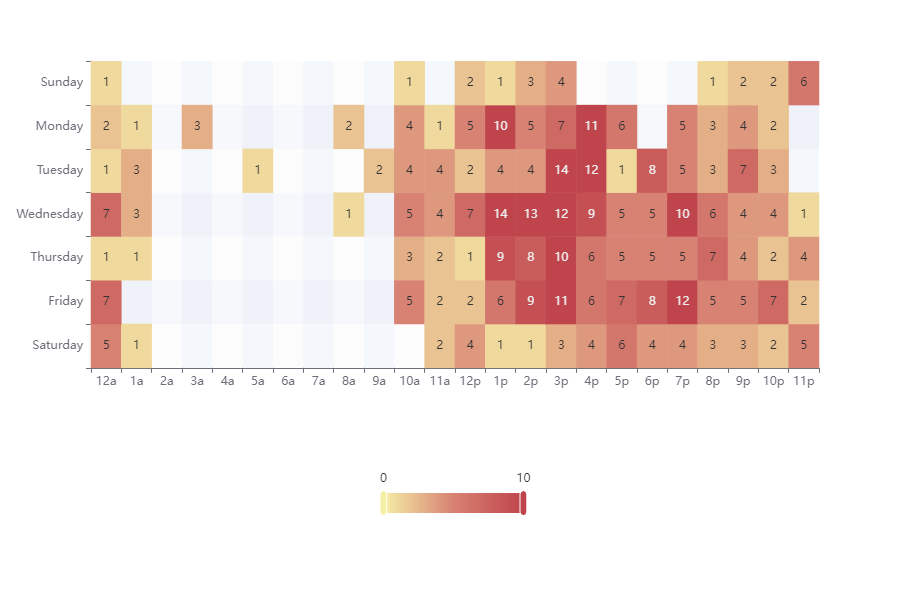 Sunday 1 1 2 1 3 4 1 2 2 6
Monday 2 1 3 2 4 1 5 10 5 7 11 6 5 3 4 2
Tuesday 1 3 1 2 4 4 2 4 4 14 12 1 8 5 3 7 3
Wednesday 7 3 1 5 4 7 14 13 12 9 5 5 10 6 4 4 1
Thursday 1 1 3 2 1 9 8 10 6 5 5 5 7 4 2 4
Friday 7 5 2 2 6 9 11 6 7 8 12 5 5 7 2
Saturday 5 1 2 4 1 1 3 4 6 4 4 3 3 2 5
12a 1a 2a 3a 4a 5a 6a 7a 8a 9a 10a 11a 12p 1p 2p 3p 4p 5p 6p 7p 8p 9p 10p 11p
0 10